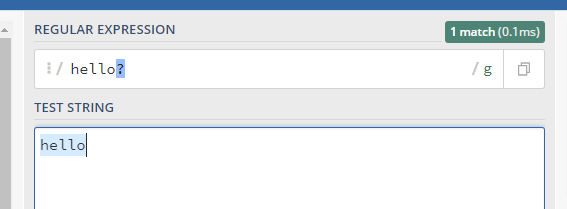 REGULAR EXPRESSION 1 match (0.1ms)
/ hello? / g
TEST STRING
hello